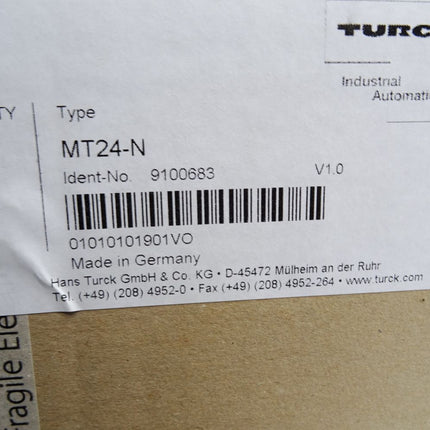 TURC
Industrial
Automati
TY
Type
MT24-N
Ident-No. 9100683 V1.0
01010101901VO
Made in Germany
Hans Turck GmbH & Co. KG • D-45472 Mülheim an der Ruhr
Tel. (+49) (208) 4952-0 • Fax (+49) (208) 4952-264 • www.turck.com
Fragile Ele